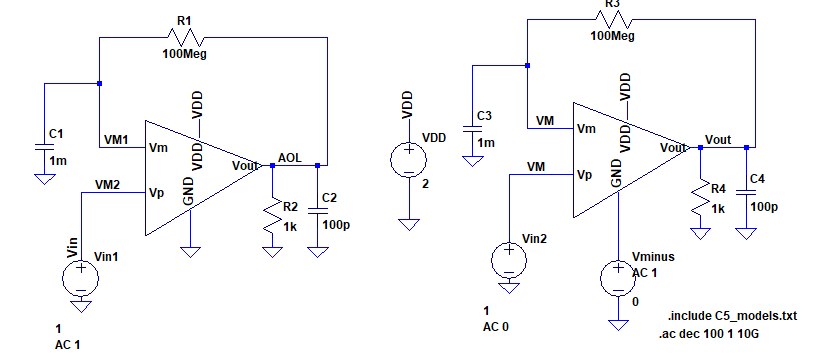 R1
100Meg
C1
1m
VM1
VM2
Vm
Vp
VDD
VDD
GND
Vout
AOL
R2
1k
C2
100p
Vin
Vin1
1
AC 1
VDD
VDD
2
R3
100Meg
C3
1m
VM
VM
Vm
Vp
VDD
VDD
GND
Vout
Vout
R4
1k
C4
100p
Vin2
1
AC 0
Vminus
AC 1
0
.include C5_models.txt
.ac dec 100 1 10G